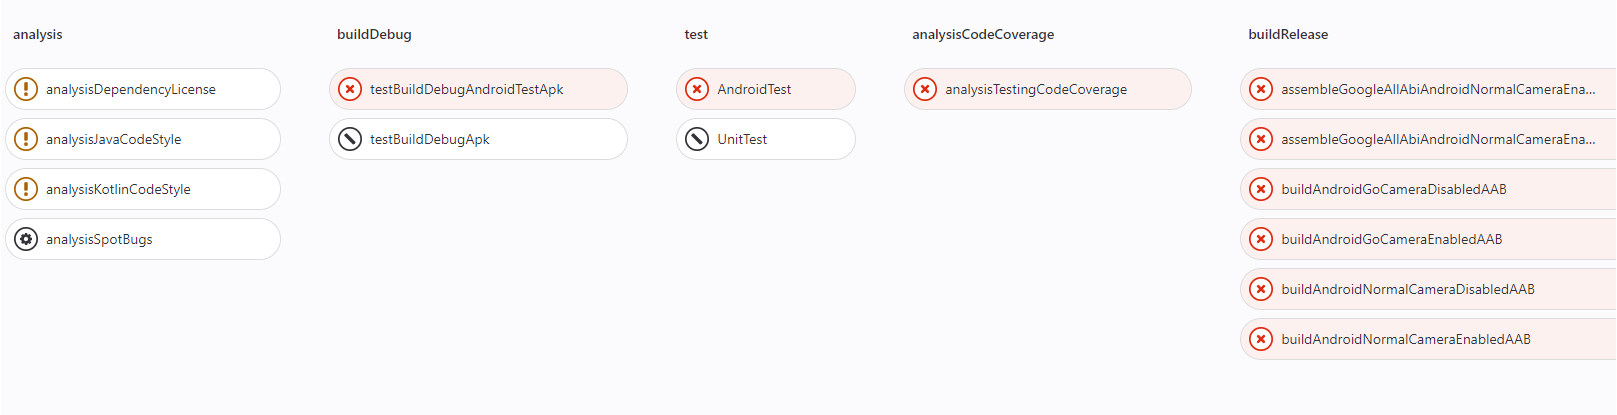 analysis
analysisDependencyLicense
analysisJavaCodeStyle
analysisKotlinCodeStyle
analysisSpotBugs
buildDebug
testBuildDebugAndroidTestApk
testBuildDebugApk
test
AndroidTest
UnitTest
analysisCodeCoverage
analysisTestingCodeCoverage
buildRelease
assembleGoogleAllAbiAndroidNormalCameraEna...
assembleGoogleAllAbiAndroidNormalCameraEna...
buildAndroidGoCameraDisabledAAB
buildAndroidGoCameraEnabledAAB
buildAndroidNormalCameraDisabledAAB
buildAndroidNormalCameraEnabledAAB